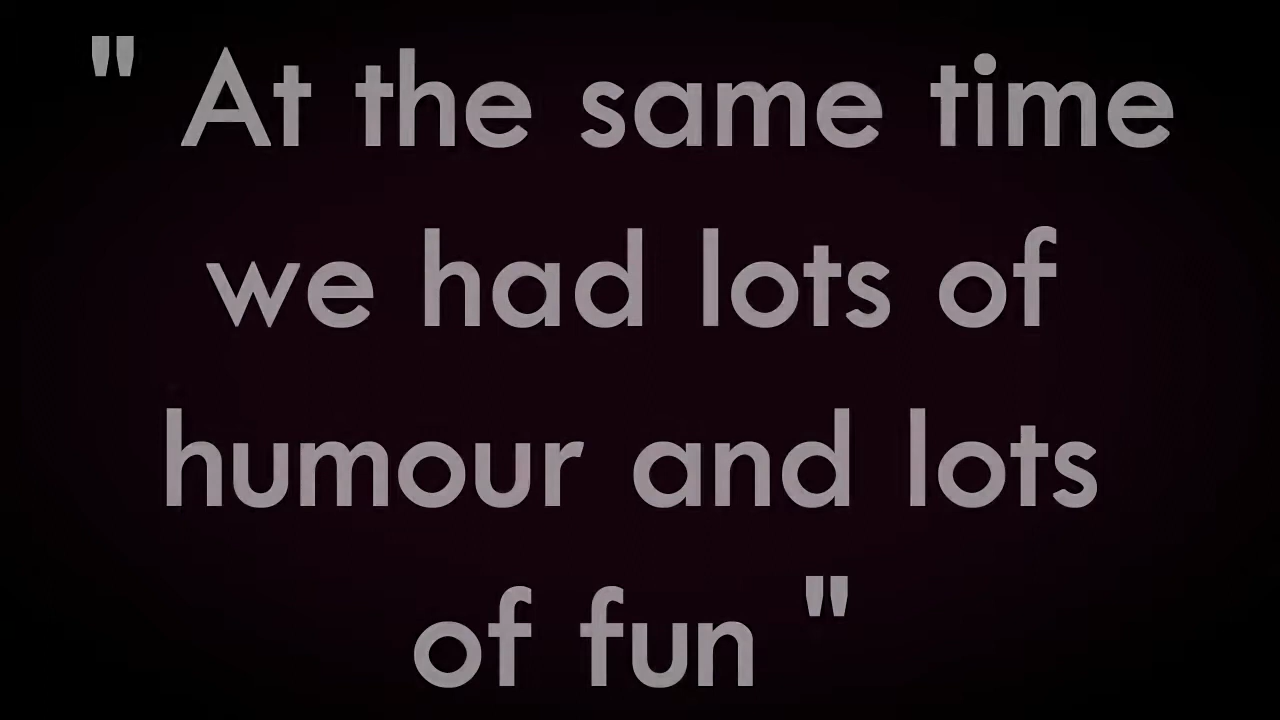 " At the same time
we had lots of
humour and lots
of fun "